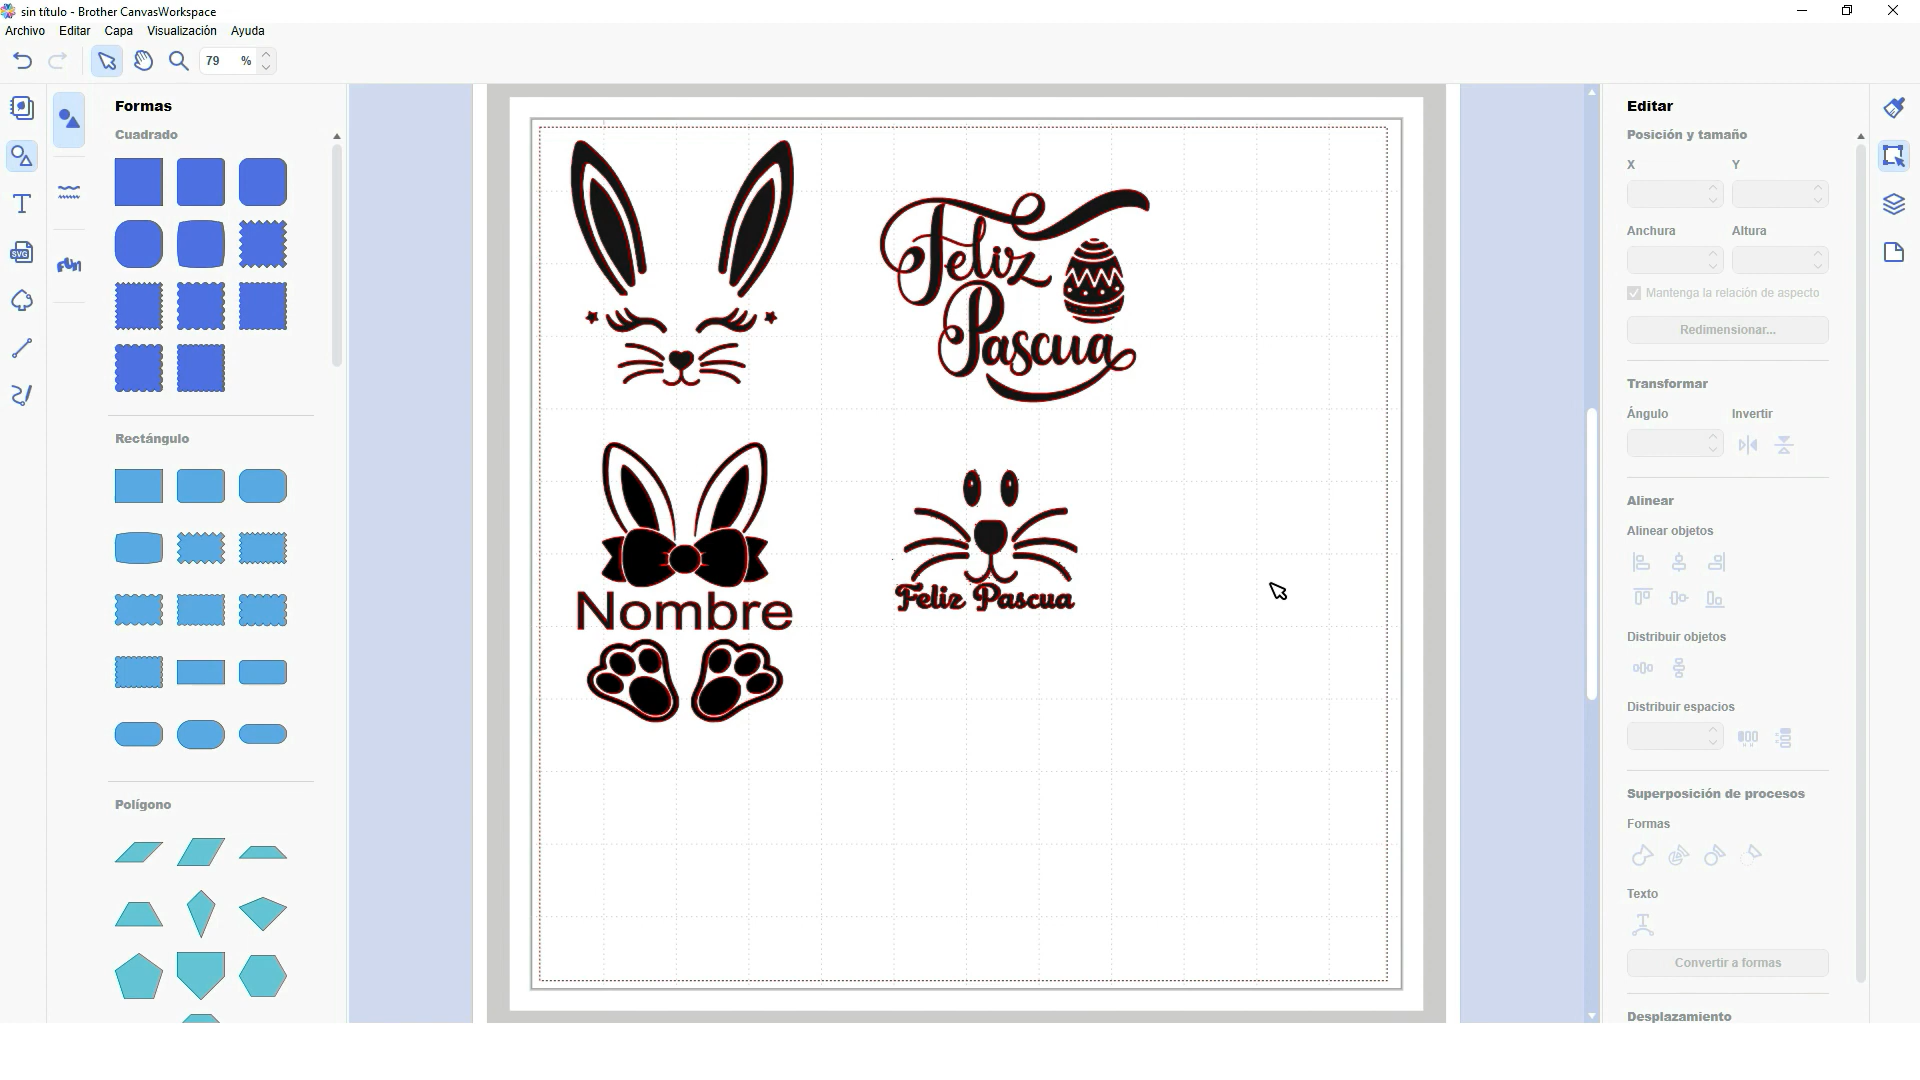 sin título - Brother CanvasWorkspace
Archivo Editar Capa Visualización Ayuda
79 %
Formas
Cuadrado
Rectángulo
Polígono
SVG
Fun
Feliz
Pascua
Nombre
Feliz Pascua
Editar
Posición y tamaño
X Y
Anchura Altura
Mantenga la relación de aspecto
Redimensionar...
Transformar
Ángulo Invertir
Alinear
Alinear objetos
Distribuir objetos
Distribuir espacios
Superposición de procesos
Formas
Texto
Convertir a formas
Desplazamiento